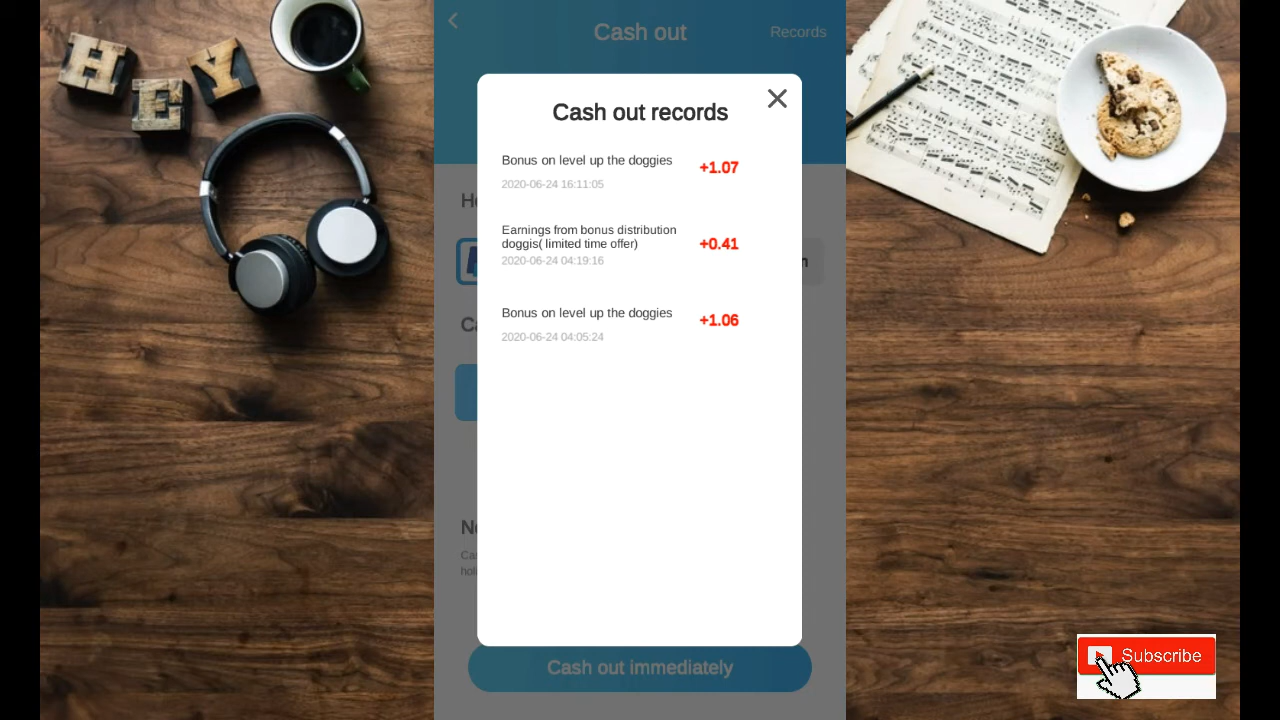 HEY
Cash out
Records
Cash out records
Bonus on level up the doggies
+1.07
2020-06-24 16:11:05
Earnings from bonus distribution
doggis( limited time offer)
+0.41
2020-06-24 04:19:16
Bonus on level up the doggies
+1.06
2020-06-24 04:05:24
Cash out immediately
Subscribe